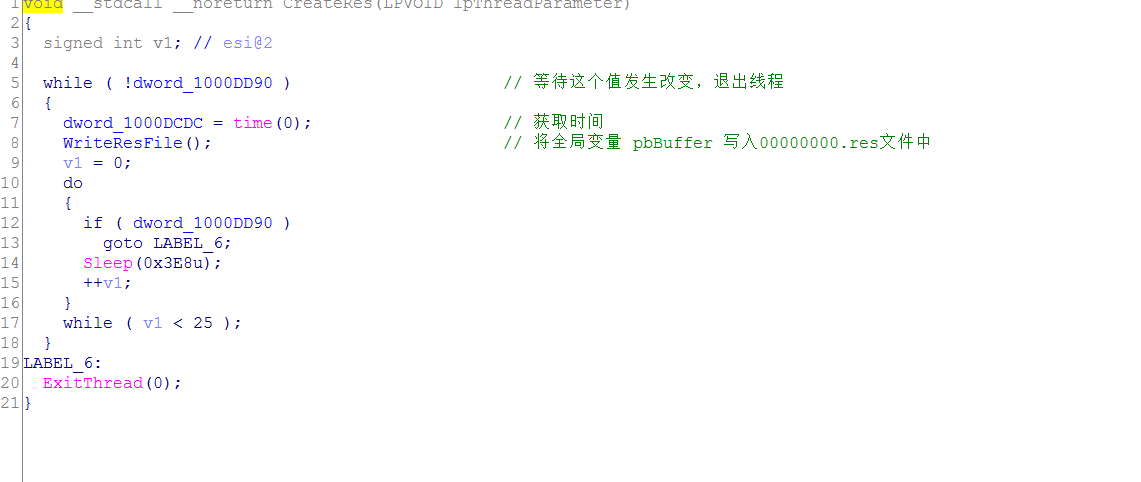 1 void __stdcall __noreturn CreateRes(LPVOID lpThreadParameter)
2 {
3 signed int v1; // esi@2
4
5 while ( !dword_1000DD90 ) // 等待这个值发生改变，退出线程
6 {
7 dword_1000DCDC = time(0); // 获取时间
8 WriteResFile(); // 将全局变量 pbBuffer 写入00000000.res文件中
9 v1 = 0;
10 do
11 {
12 if ( dword_1000DD90 )
13 goto LABEL_6;
14 Sleep(0x3E8u);
15 ++v1;
16 }
17 while ( v1 < 25 );
18 }
19 LABEL_6:
20 ExitThread(0);
21 }